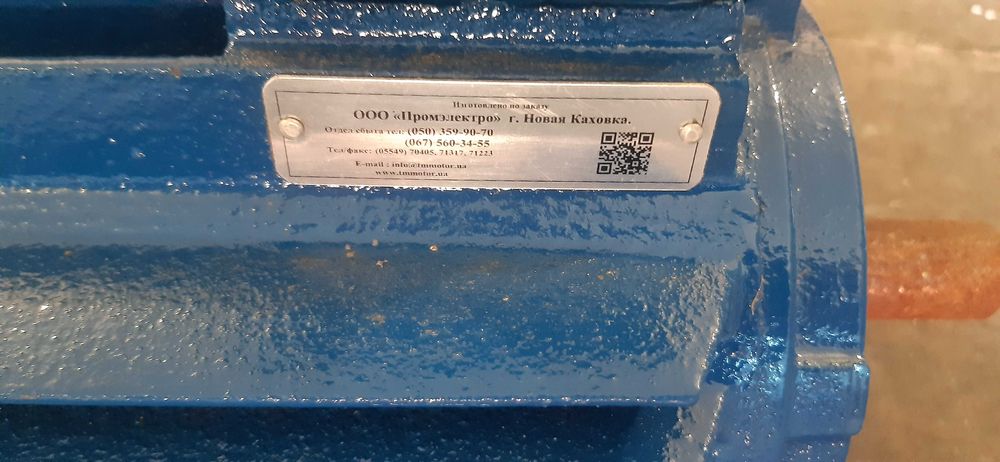 Изготовлено по заказу
ООО «Промэлектро» г. Новая Каховка.
Отдел сбыта тел: (050) 359-90-70
(067) 560-34-55
Тел/факс: (05549) 70405, 71317, 71223
E-mail : info@tmmotor.ua
www.tmmotor.ua